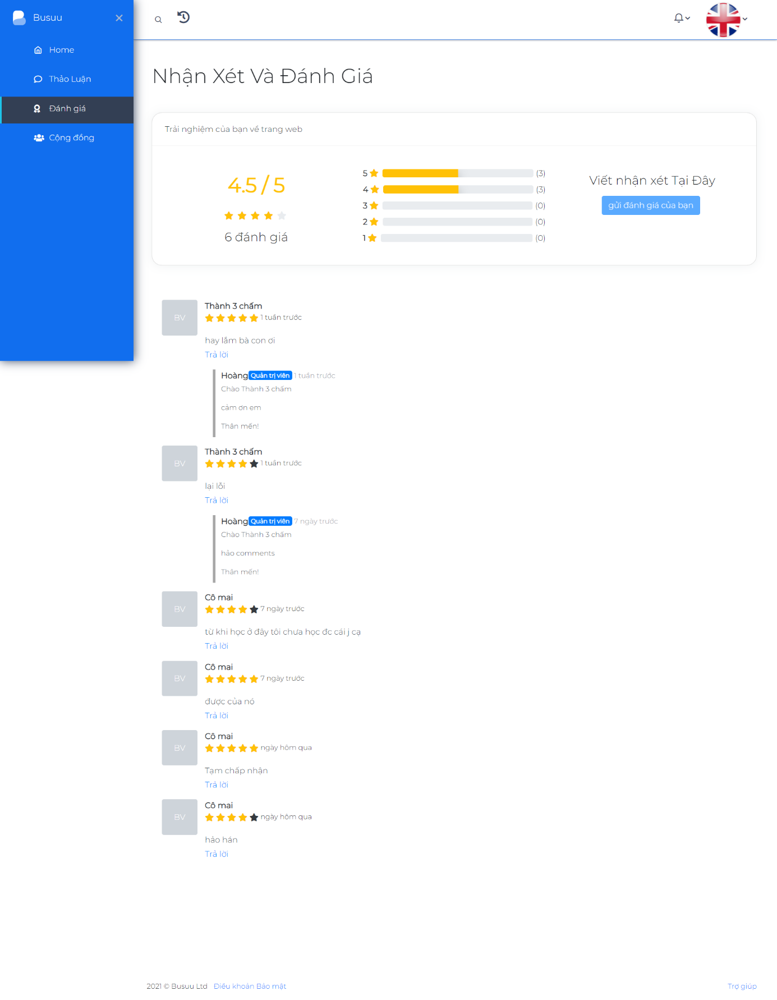 Busuu
Home
Thảo Luận
Đánh giá
Cộng đồng
Nhận Xét Và Đánh Giá
Trải nghiệm của bạn về trang web
4.5 / 5
6 đánh giá
5 (3)
4 (3)
3 (0)
2 (0)
1 (0)
Viết nhận xét Tại Đây
gửi đánh giá của bạn
BV
Thành 3 chấm
1 tuần trước
hay lắm bà con ơi
Trả lời
Hoàng Quản trị viên 1 tuần trước
Chào Thành 3 chấm
cảm ơn em
Thân mến!
BV
Thành 3 chấm
1 tuần trước
lại lỗi
Trả lời
Hoàng Quản trị viên 7 ngày trước
Chào Thành 3 chấm
hảo comments
Thân mến!
BV
Cô mai
7 ngày trước
từ khi học ở đây tôi chưa học đc cái j cạ
Trả lời
BV
Cô mai
7 ngày trước
được của nó
Trả lời
BV
Cô mai
ngày hôm qua
Tạm chấp nhận
Trả lời
BV
Cô mai
ngày hôm qua
hảo hán
Trả lời
2021 © Busuu Ltd Điều khoản Bảo mật
Trợ giúp